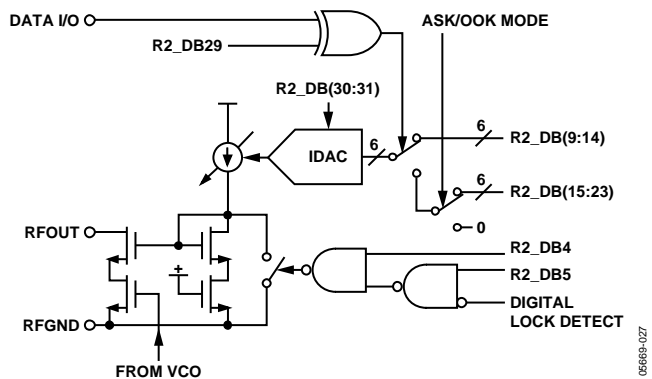 DATA I/O
ASK/OOK MODE
R2_DB29
R2_DB(30:31)
6
IDAC
6
R2_DB(9:14)
6
R2_DB(15:23)
0
RFOUT
+
R2_DB4
R2_DB5
DIGITAL
LOCK DETECT
RFGND
FROM VCO
05669-027